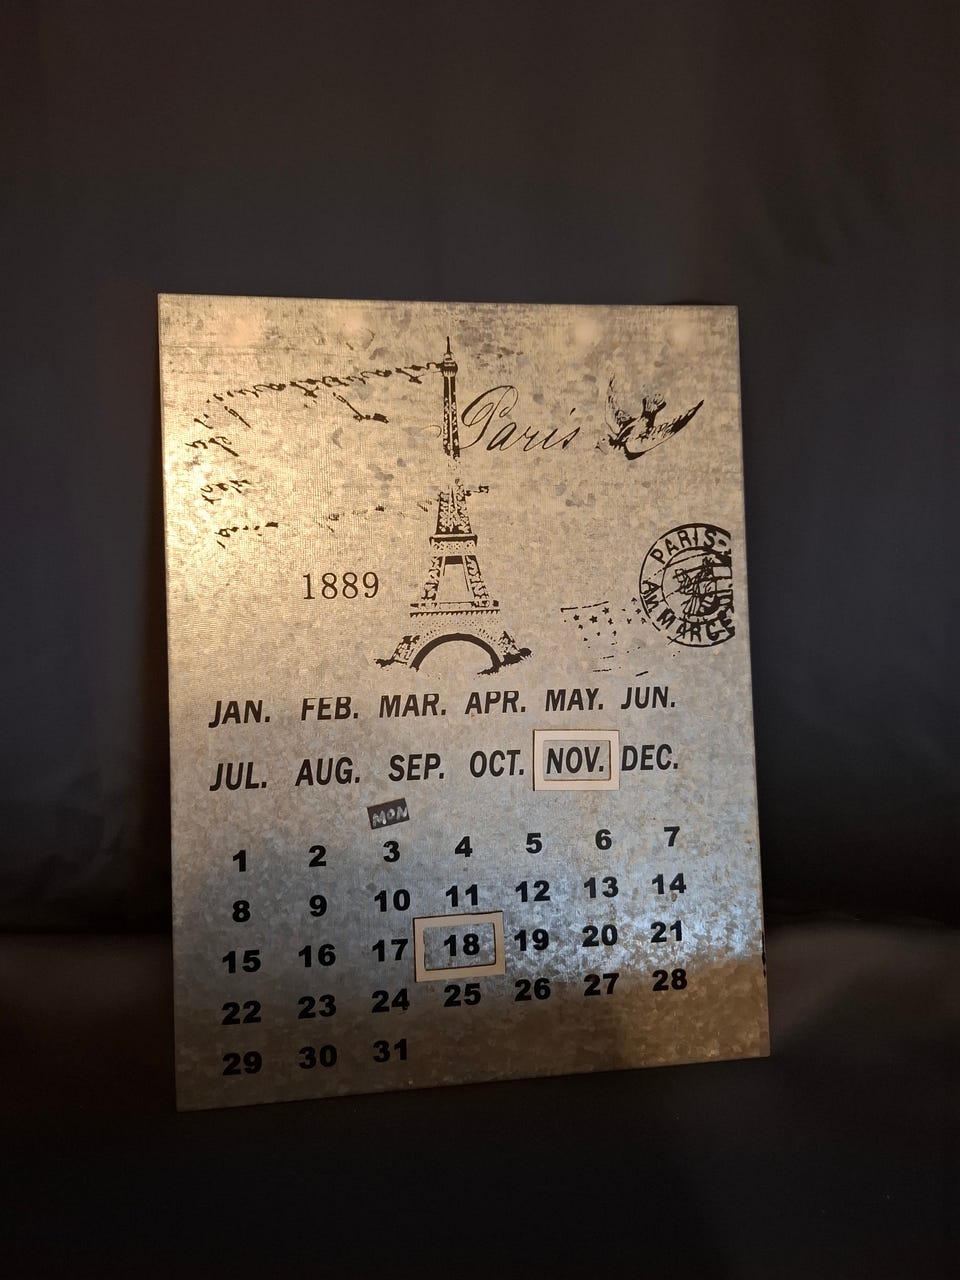 Paris
PARIS
1889
AV. MARCE
JAN. FEB. MAR. APR. MAY. JUN.
JUL. AUG. SEP. OCT. NOV. DEC.
MON
1 2 3 4 5 6 7
8 9 10 11 12 13 14
15 16 17 18 19 20 21
22 23 24 25 26 27 28
29 30 31